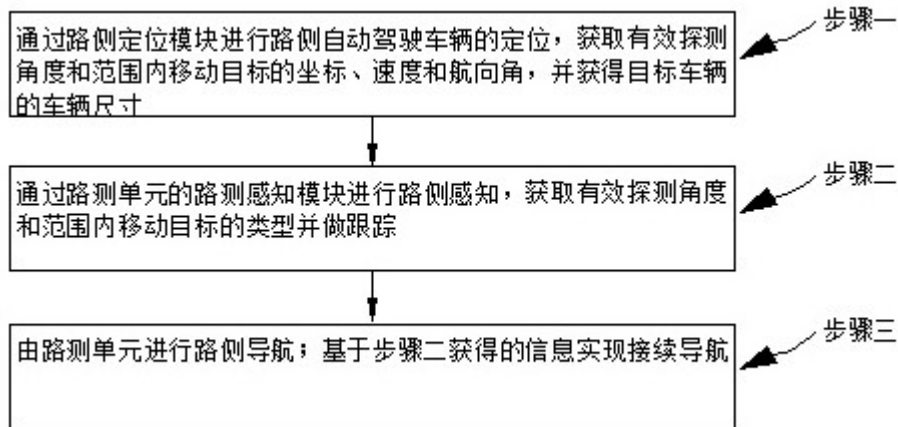 通过路侧定位模块进行路侧自动驾驶车辆的定位，获取有效探测
角度和范围内移动目标的坐标、速度和航向角，并获得目标车辆
的车辆尺寸
步骤一
通过路测单元的路测感知模块进行路侧感知，获取有效探测角度
和范围内移动目标的类型并做跟踪
步骤二
由路测单元进行路侧导航；基于步骤二获得的信息实现接续导航
步骤三